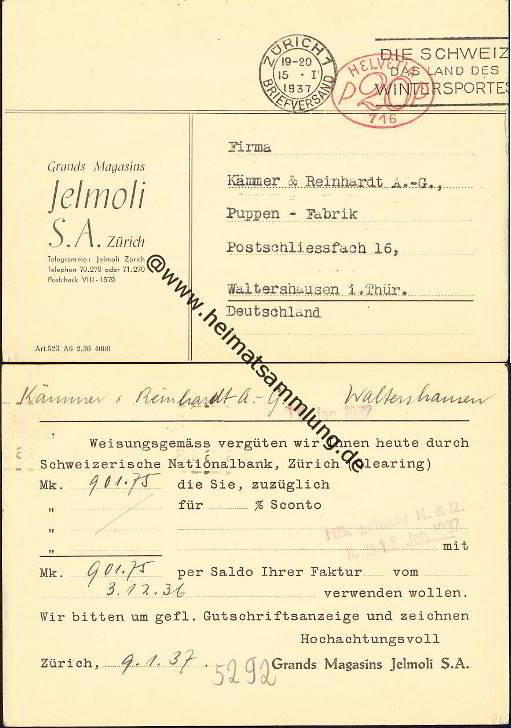 ZÜRICH 1
19-20
15 · I
1937
BRIEFVERSAND
DIE SCHWEIZ
DAS LAND DES
WINTERSPORTES
HELVETIA
P 20 P
716
Grands Magasins
Jelmoli
S.A. Zürich
Telegramme: Jelmoli Zürich
Telephon 70.270 oder 71.270
Postcheck VIII-1579
Art.523 A6 2.36 4000
Firma
Kämmer & Reinhardt A.-G.,
Puppen - Fabrik
Postschliessfach 16,
Waltershausen i.Thür.
Deutschland
@www.heimatsammlung.de
Kämmer & Reinhardt A.-G. Waltershausen
Jan. 1937
Weisungsgemäss vergüten wir Ihnen heute durch
Schweizerische Nationalbank, Zürich (Clearing)
Mk. 901.75 die Sie, zuzüglich
" für % Sconto
"
" mit
K. & R.
18. Jan. 1937
Mk. 901.75 per Saldo Ihrer Faktur vom
3.12.36 verwenden wollen.
Wir bitten um gefl. Gutschriftsanzeige und zeichnen
Hochachtungsvoll
Zürich, 9.1.37. 5292 Grands Magasins Jelmoli S.A.